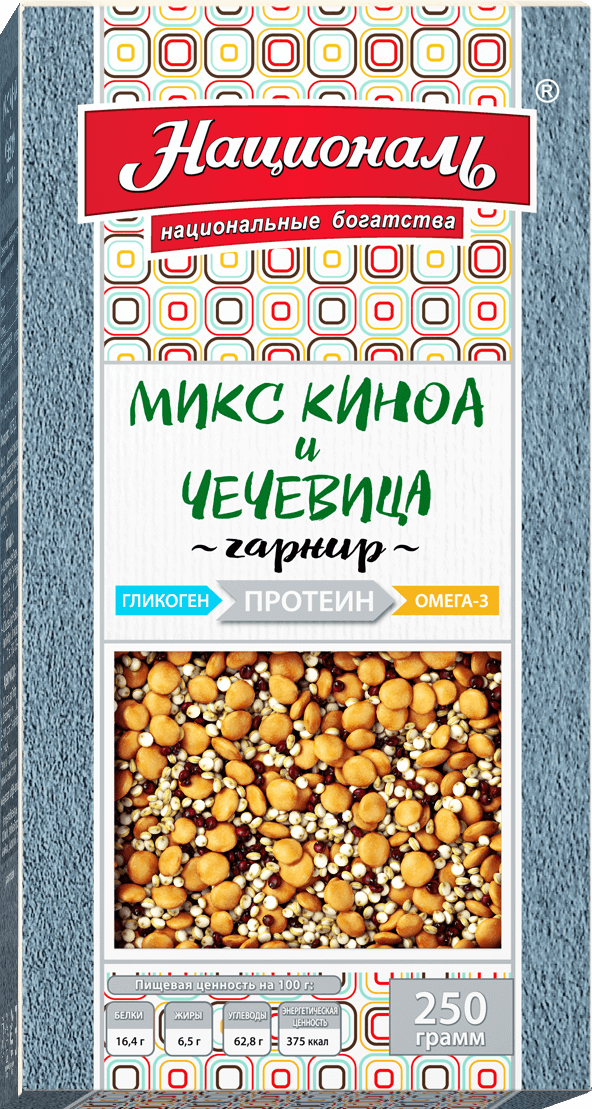 ®
Националь
национальные богатства
МИКС КИНОА
и
ЧЕЧЕВИЦА
~ гарнир ~
ГЛИКОГЕН ПРОТЕИН ОМЕГА-3
Пищевая ценность на 100 г:
БЕЛКИ
16,4 г
ЖИРЫ
6,5 г
УГЛЕВОДЫ
62,8 г
ЭНЕРГЕТИЧЕСКАЯ
ЦЕННОСТЬ
375 ккал
250
грамм